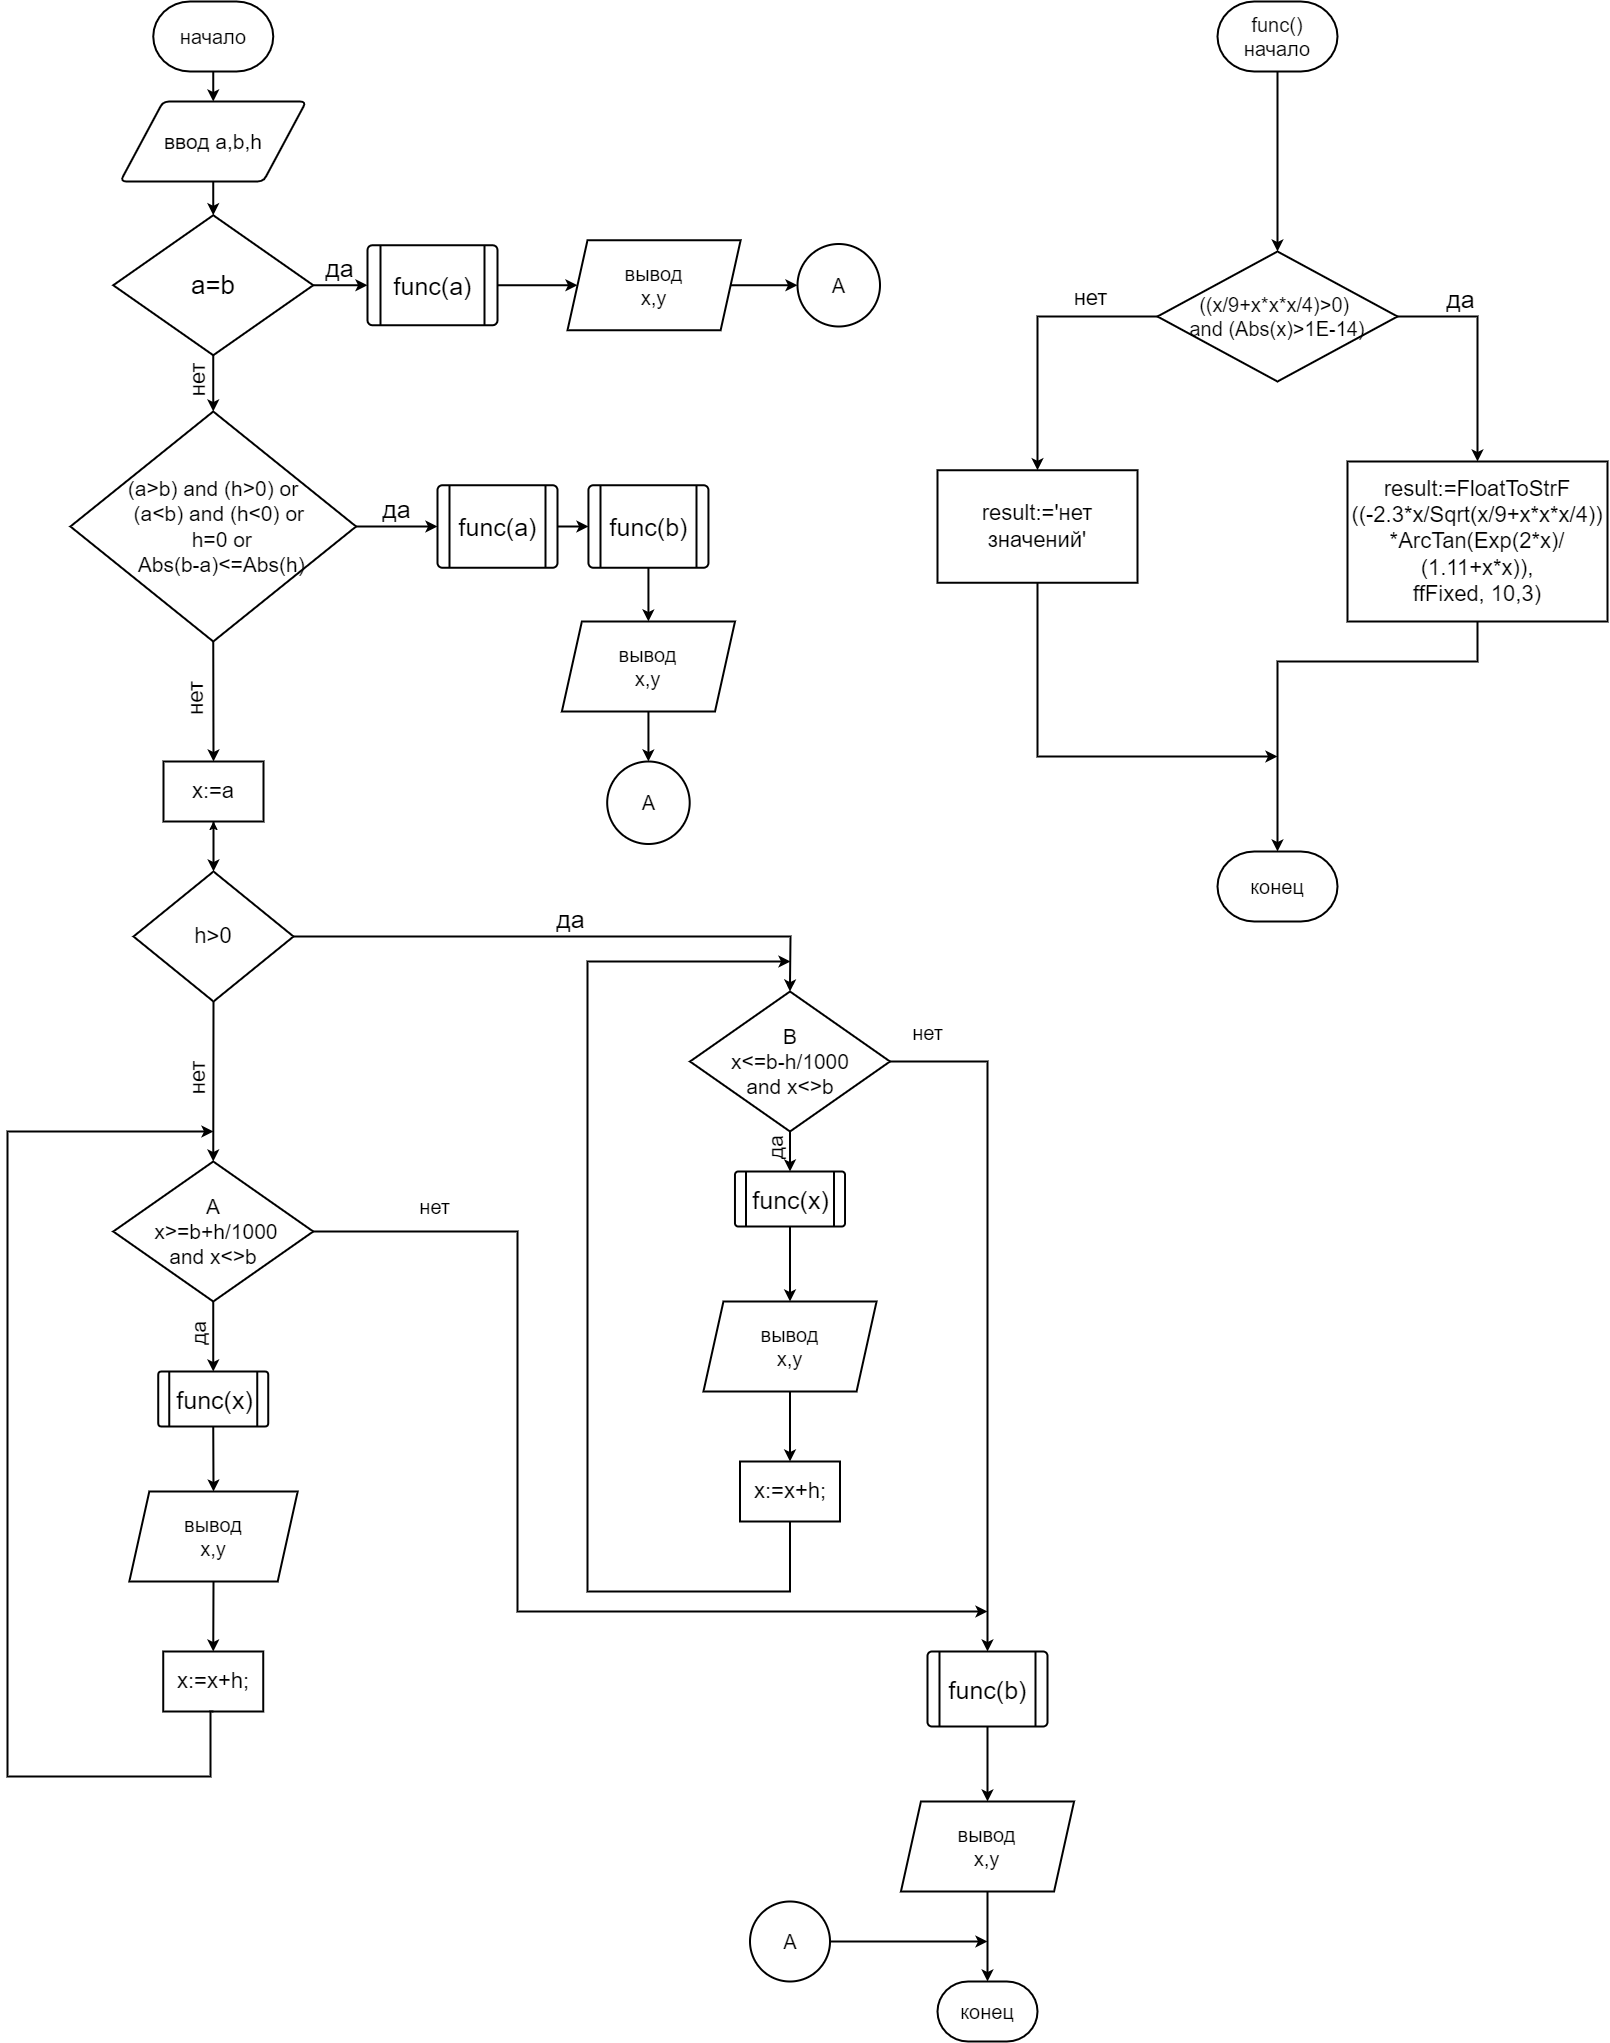 начало
ввод a,b,h
a=b
да
func(a)
вывод
x,y
A
нет
(a>b) and (h>0) or
(a<b) and (h<0) or
h=0 or
Abs(b-a)<=Abs(h)
да
func(a)
func(b)
вывод
x,y
A
нет
x:=a
h>0
да
нет
B
x<=b-h/1000
and x<>b
нет
да
func(x)
вывод
x,y
x:=x+h;
A
x>=b+h/1000
and x<>b
нет
да
func(x)
вывод
x,y
x:=x+h;
func(b)
вывод
x,y
A
конец
func()
начало
((x/9+x*x*x/4)>0)
and (Abs(x)>1E-14)
нет
да
result:='нет
значений'
result:=FloatToStrF
((-2.3*x/Sqrt(x/9+x*x*x/4))
*ArcTan(Exp(2*x)/
(1.11+x*x)),
ffFixed, 10,3)
конец